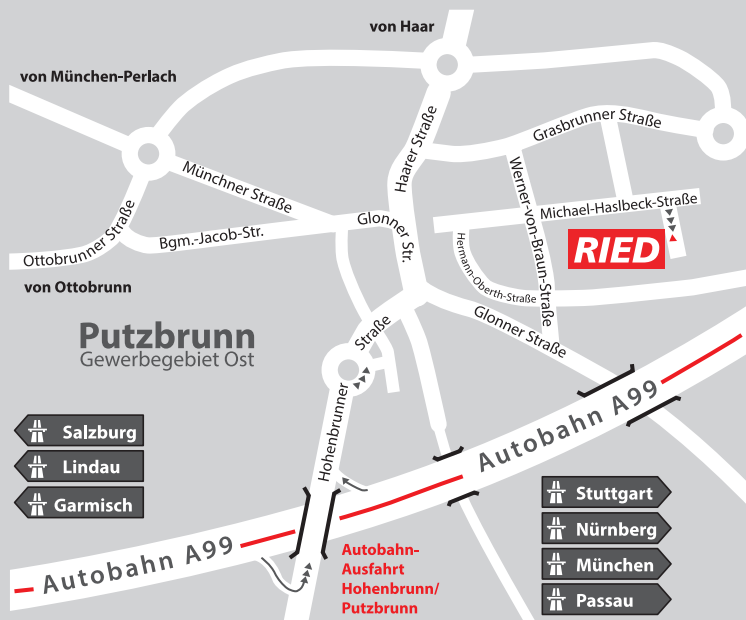 von Haar
von München-Perlach
Haarer Straße
Grasbrunner Straße
Münchner Straße
Werner-von-Braun-Straße
Michael-Haslbeck-Straße
Ottobrunner Straße
Bgm.-Jacob-Str.
Glonner Str.
Hermann-Oberth-Straße
RIED
von Ottobrunn
Glonner Straße
Putzbrunn
Gewerbegebiet Ost
Hohenbrunner Straße
Autobahn A99
Salzburg
Lindau
Garmisch
Stuttgart
Nürnberg
München
Passau
Autobahn A99
Autobahn-
Ausfahrt
Hohenbrunn/
Putzbrunn